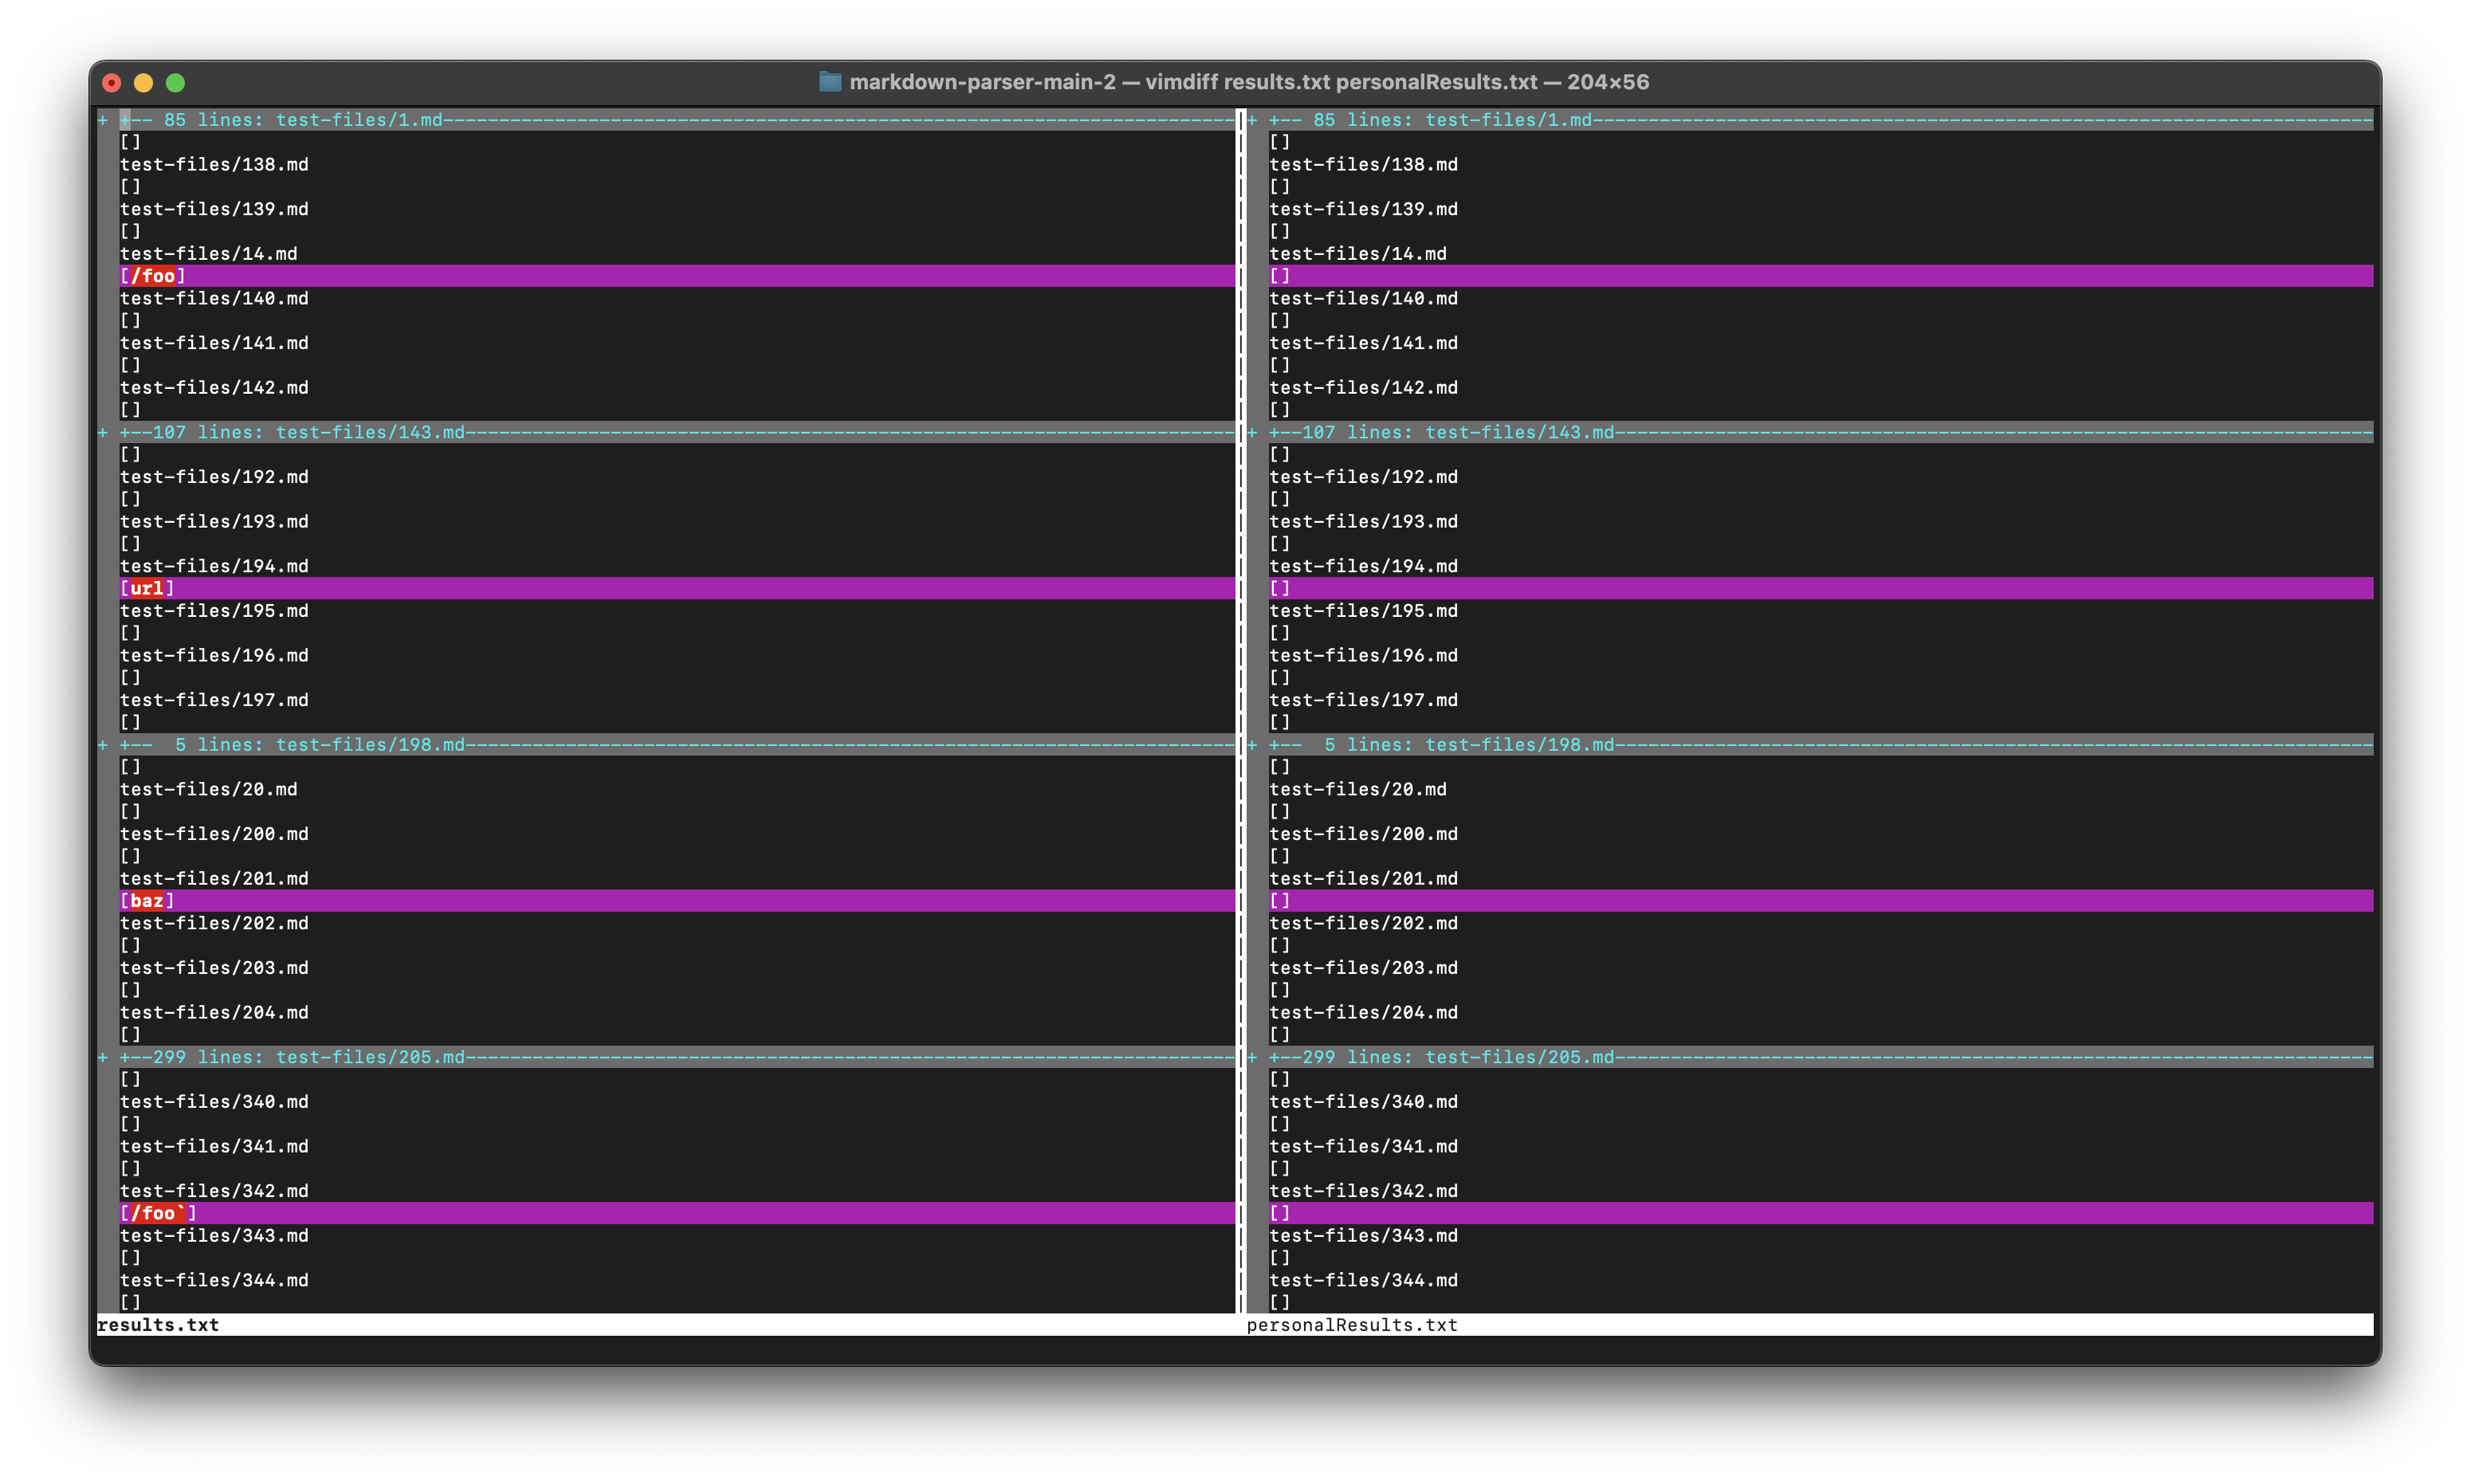 markdown-parser-main-2 — vimdiff results.txt personalResults.txt — 204×56
+ +-- 85 lines: test-files/1.md-----------------------------------------------------------------------
[]
test-files/138.md
[]
test-files/139.md
[]
test-files/14.md
[/foo]
test-files/140.md
[]
test-files/141.md
[]
test-files/142.md
[]
+ +--107 lines: test-files/143.md---------------------------------------------------------------------
[]
test-files/192.md
[]
test-files/193.md
[]
test-files/194.md
[url]
test-files/195.md
[]
test-files/196.md
[]
test-files/197.md
[]
+ +--  5 lines: test-files/198.md---------------------------------------------------------------------
[]
test-files/20.md
[]
test-files/200.md
[]
test-files/201.md
[baz]
test-files/202.md
[]
test-files/203.md
[]
test-files/204.md
[]
+ +--299 lines: test-files/205.md---------------------------------------------------------------------
[]
test-files/340.md
[]
test-files/341.md
[]
test-files/342.md
[/foo`]
test-files/343.md
[]
test-files/344.md
[]
results.txt
+ +-- 85 lines: test-files/1.md----------------------------------------------------------------------
[]
test-files/138.md
[]
test-files/139.md
[]
test-files/14.md
[]
test-files/140.md
[]
test-files/141.md
[]
test-files/142.md
[]
+ +--107 lines: test-files/143.md--------------------------------------------------------------------
[]
test-files/192.md
[]
test-files/193.md
[]
test-files/194.md
[]
test-files/195.md
[]
test-files/196.md
[]
test-files/197.md
[]
+ +--  5 lines: test-files/198.md--------------------------------------------------------------------
[]
test-files/20.md
[]
test-files/200.md
[]
test-files/201.md
[]
test-files/202.md
[]
test-files/203.md
[]
test-files/204.md
[]
+ +--299 lines: test-files/205.md--------------------------------------------------------------------
[]
test-files/340.md
[]
test-files/341.md
[]
test-files/342.md
[]
test-files/343.md
[]
test-files/344.md
[]
personalResults.txt